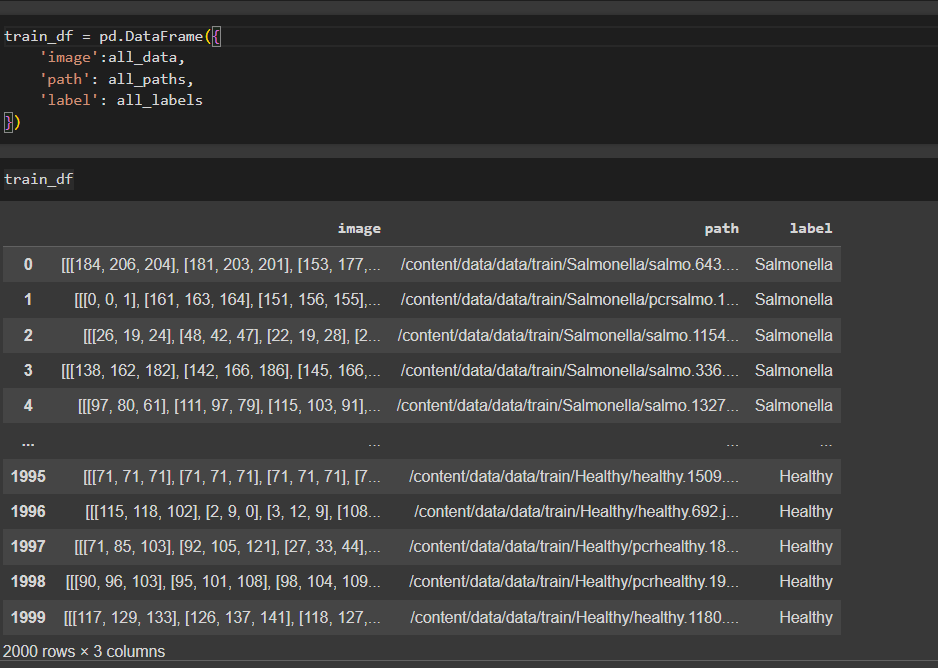 train_df = pd.DataFrame({
'image':all_data,
'path': all_paths,
'label': all_labels
})
train_df
image path label
0 [[[184, 206, 204], [181, 203, 201], [153, 177,... /content/data/data/train/Salmonella/salmo.643.... Salmonella
1 [[[0, 0, 1], [161, 163, 164], [151, 156, 155],... /content/data/data/train/Salmonella/pcrsalmo.1... Salmonella
2 [[[26, 19, 24], [48, 42, 47], [22, 19, 28], [2... /content/data/data/train/Salmonella/salmo.1154... Salmonella
3 [[[138, 162, 182], [142, 166, 186], [145, 166,... /content/data/data/train/Salmonella/salmo.336.... Salmonella
4 [[[97, 80, 61], [111, 97, 79], [115, 103, 91],... /content/data/data/train/Salmonella/salmo.1327... Salmonella
... ... ... ...
1995 [[[71, 71, 71], [71, 71, 71], [71, 71, 71], [7... /content/data/data/train/Healthy/healthy.1509.... Healthy
1996 [[[115, 118, 102], [2, 9, 0], [3, 12, 9], [108... /content/data/data/train/Healthy/healthy.692.j... Healthy
1997 [[[71, 85, 103], [92, 105, 121], [27, 33, 44],... /content/data/data/train/Healthy/pcrhealthy.18... Healthy
1998 [[[90, 96, 103], [95, 101, 108], [98, 104, 109... /content/data/data/train/Healthy/pcrhealthy.19... Healthy
1999 [[[117, 129, 133], [126, 137, 141], [118, 127,... /content/data/data/train/Healthy/healthy.1180.... Healthy
2000 rows × 3 columns